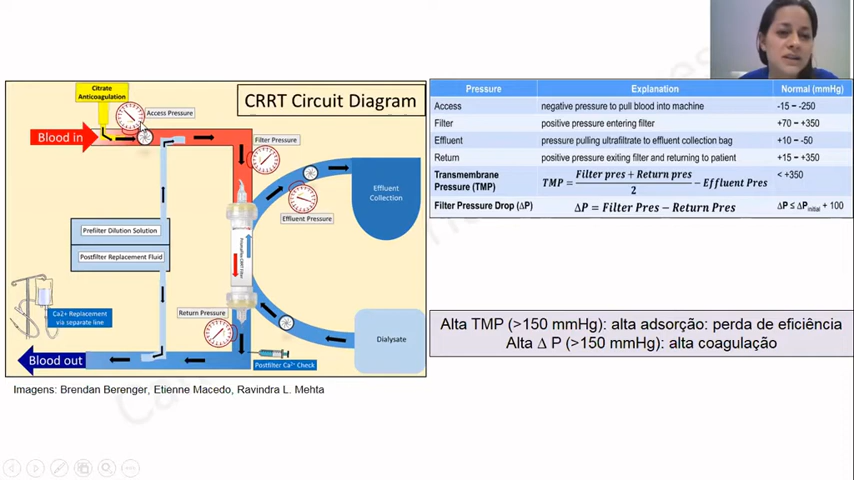 Citrate
Anticoagulation
Access Pressure
CRRT Circuit Diagram
Blood in
Filter Pressure
Effluent
Collection
Effluent Pressure
Prefilter Dilution Solution
Postfilter Replacement Fluid
Ca2+ Replacement
via separate line
Return Pressure
Dialysate
Blood out
Postfilter Ca²⁺ Check
Imagens: Brendan Berenger, Etienne Macedo, Ravindra L. Mehta
Pressure Explanation Normal (mmHg)
Access negative pressure to pull blood into machine -15 – -250
Filter positive pressure entering filter +70 – +350
Effluent pressure pulling ultrafiltrate to effluent collection bag +10 – -50
Return positive pressure exiting filter and returning to patient +15 – +350
Transmembrane
Pressure (TMP) TMP = (Filter pres + Return pres)/2 − Effluent Pres < +350
Filter Pressure Drop (ΔP) ΔP = Filter Pres − Return Pres ΔP ≤ ΔPinitial + 100
Alta TMP (>150 mmHg): alta adsorção: perda de eficiência
Alta Δ P (>150 mmHg): alta coagulação